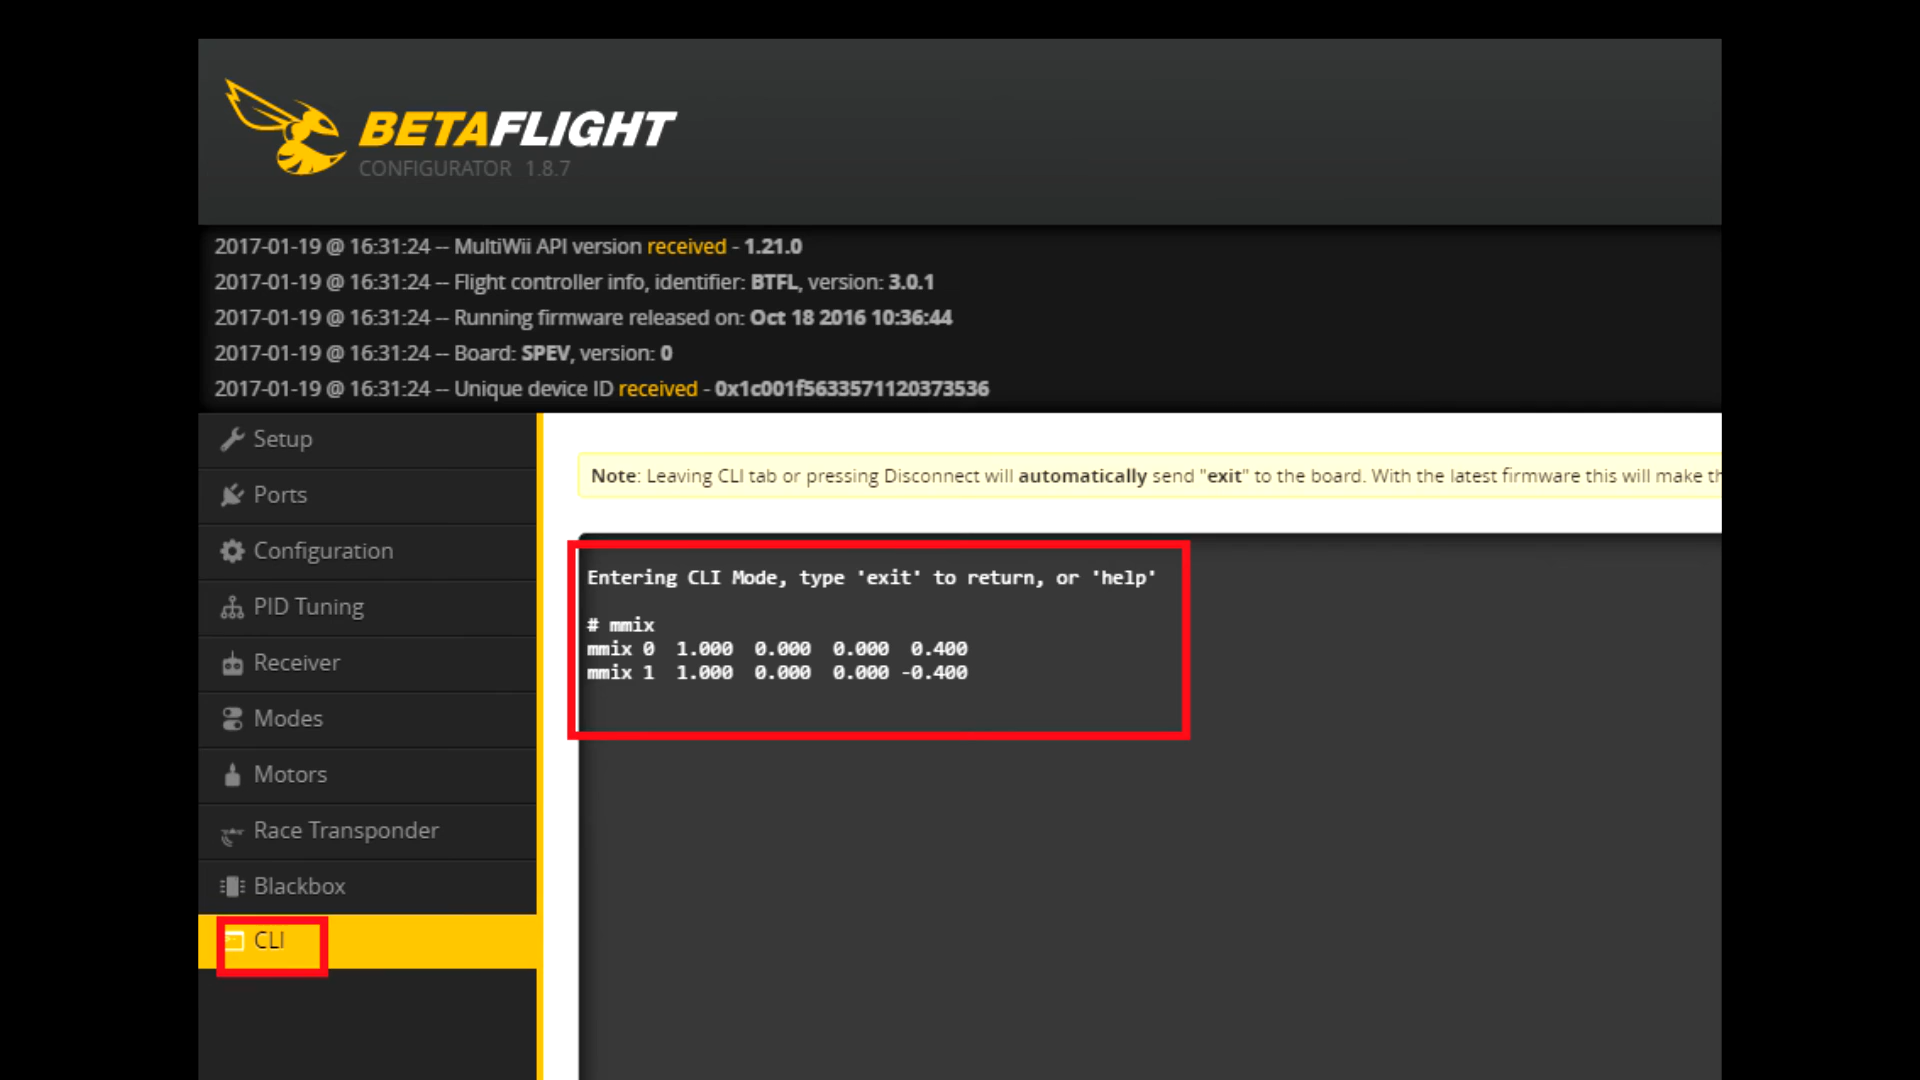 BETAFLIGHT
CONFIGURATOR 1.8.7
2017-01-19 @ 16:31:24 -- MultiWii API version received - 1.21.0
2017-01-19 @ 16:31:24 -- Flight controller info, identifier: BTFL, version: 3.0.1
2017-01-19 @ 16:31:24 -- Running firmware released on: Oct 18 2016 10:36:44
2017-01-19 @ 16:31:24 -- Board: SPEV, version: 0
2017-01-19 @ 16:31:24 -- Unique device ID received - 0x1c001f5633571120373536
Setup
Ports
Configuration
PID Tuning
Receiver
Modes
Motors
Race Transponder
Blackbox
CLI
Note: Leaving CLI tab or pressing Disconnect will automatically send "exit" to the board. With the latest firmware this will make th
Entering CLI Mode, type 'exit' to return, or 'help'
# mmix
mmix 0 1.000 0.000 0.000 0.400
mmix 1 1.000 0.000 0.000 -0.400